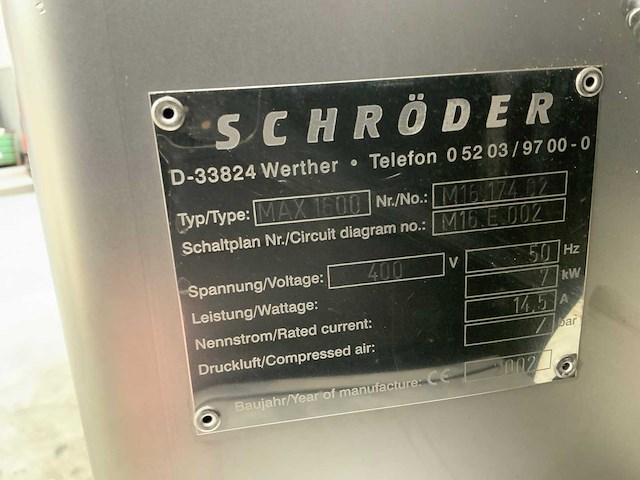 SCHRÖDER
D-33824 Werther • Telefon 0 52 03 / 97 00 - 0
Typ/Type: MAX 1600 Nr./No.: M16.174.02
Schaltplan Nr./Circuit diagram no.: M16.E.002
Spannung/Voltage: 400 V 50 Hz
Leistung/Wattage: 7 kW
Nennstrom/Rated current: 14.5 A
Druckluft/Compressed air: / bar
Baujahr/Year of manufacture: CE 2002